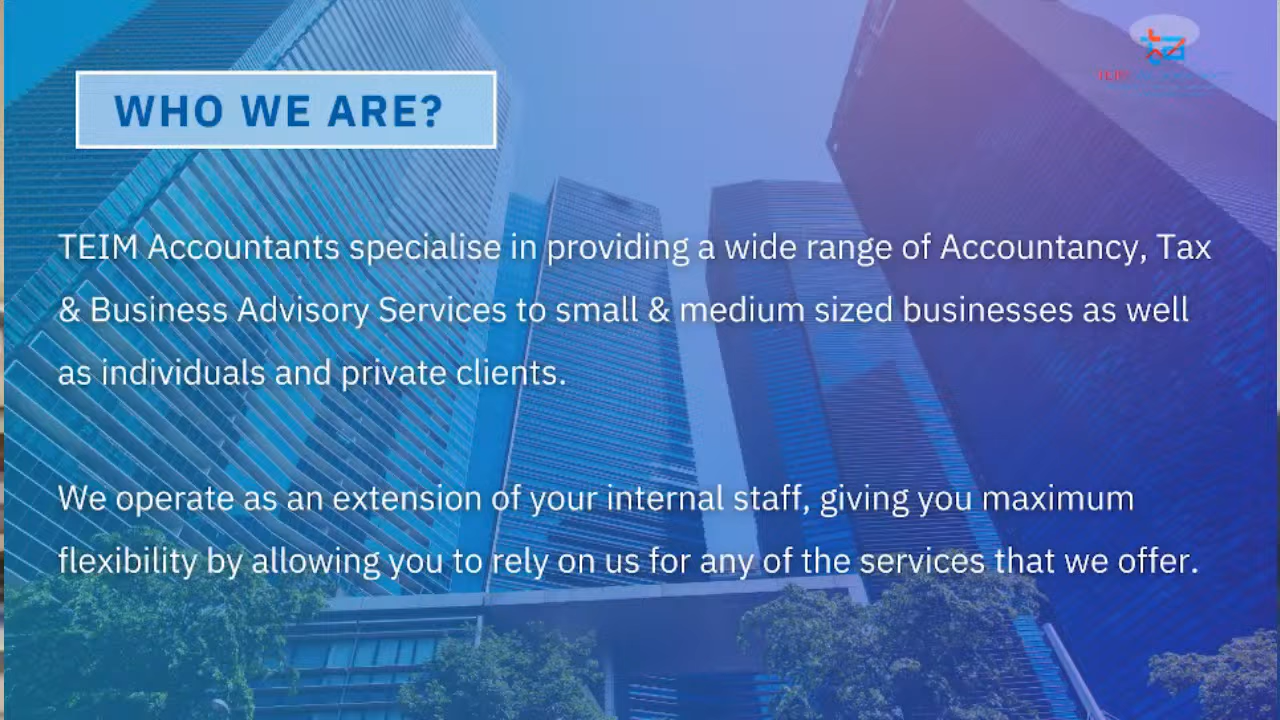 WHO WE ARE?
TEIM Accountants specialise in providing a wide range of Accountancy, Tax
& Business Advisory Services to small & medium sized businesses as well
as individuals and private clients.
We operate as an extension of your internal staff, giving you maximum
flexibility by allowing you to rely on us for any of the services that we offer.